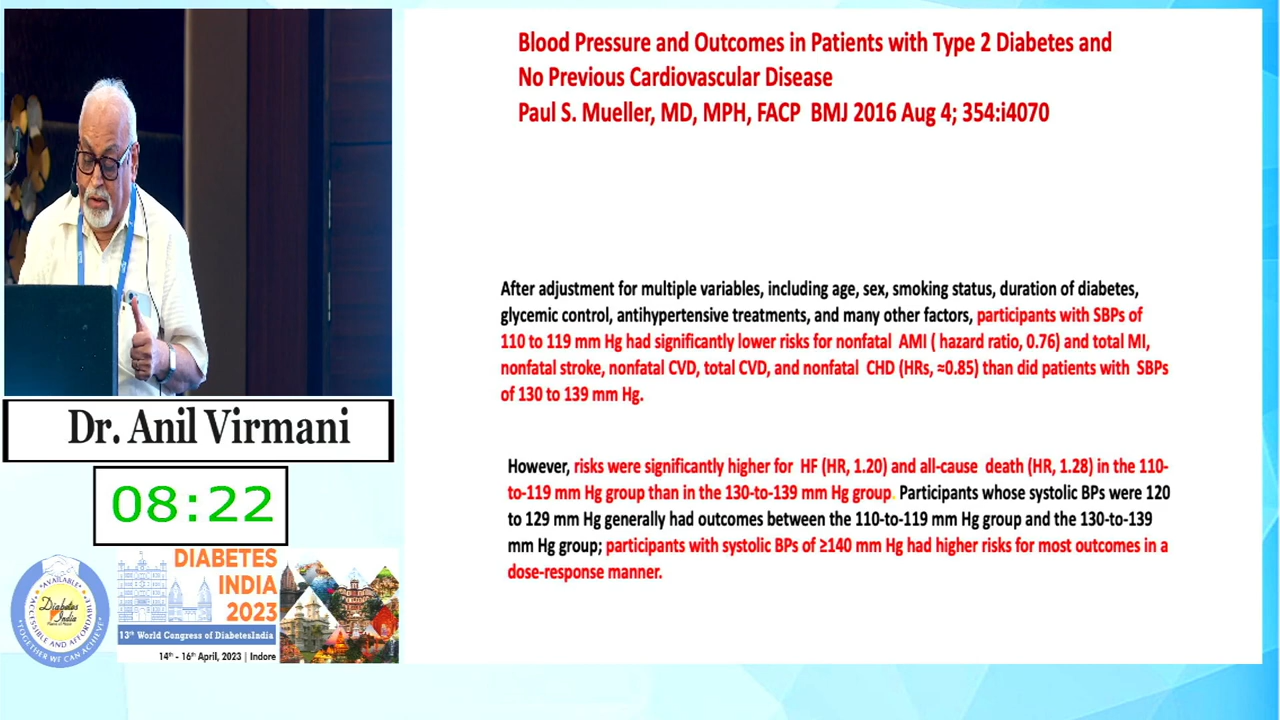 Blood Pressure and Outcomes in Patients with Type 2 Diabetes and
No Previous Cardiovascular Disease
Paul S. Mueller, MD, MPH, FACP BMJ 2016 Aug 4; 354:i4070
After adjustment for multiple variables, including age, sex, smoking status, duration of diabetes,
glycemic control, antihypertensive treatments, and many other factors, participants with SBPs of
110 to 119 mm Hg had significantly lower risks for nonfatal AMI ( hazard ratio, 0.76) and total MI,
nonfatal stroke, nonfatal CVD, total CVD, and nonfatal CHD (HRs, ≈0.85) than did patients with SBPs
of 130 to 139 mm Hg.
However, risks were significantly higher for HF (HR, 1.20) and all-cause death (HR, 1.28) in the 110-
to-119 mm Hg group than in the 130-to-139 mm Hg group. Participants whose systolic BPs were 120
to 129 mm Hg generally had outcomes between the 110-to-119 mm Hg group and the 130-to-139
mm Hg group; participants with systolic BPs of ≥140 mm Hg had higher risks for most outcomes in a
dose-response manner.
Dr. Anil Virmani
08:22
AVAILABLE
ACCESSIBLE AND AFFORDABLE
Diabetes
India
TOGETHER WE CAN ACHIEVE
DIABETES
INDIA
2023
13th World Congress of DiabetesIndia
14th - 16th April, 2023 | Indore